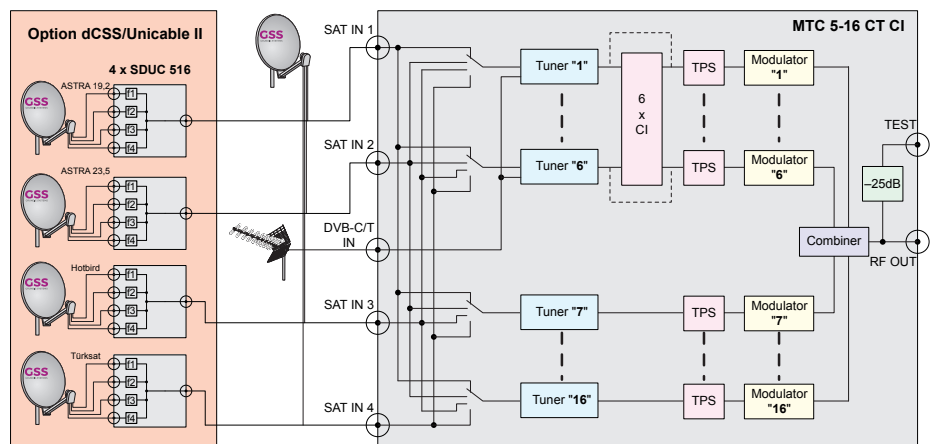 Option dCSS/Unicable II
4 x SDUC 516
ASTRA 19,2
GSS
f1
f2
f3
f4
ASTRA 23,5
GSS
f1
f2
f3
f4
Hotbird
GSS
f1
f2
f3
f4
Türksat
GSS
f1
f2
f3
f4
GSS
SAT IN 1
SAT IN 2
DVB-C/T
IN
SAT IN 3
SAT IN 4
MTC 5-16 CT CI
Tuner "1"
6
x
CI
TPS
Modulator
"1"
Tuner "6"
TPS
Modulator
"6"
TEST
–25dB
Combiner
RF OUT
Tuner "7"
TPS
Modulator
"7"
Tuner "16"
TPS
Modulator
"16"